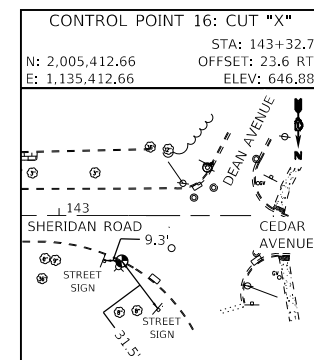 CONTROL POINT 16: CUT "X"
STA: 143+32.7
N: 2,005,412.66 OFFSET: 23.6 RT
E: 1,135,412.66 ELEV: 646.88
DEAN AVENUE
N
143
SHERIDAN ROAD
CEDAR
AVENUE
9.3'
STREET
SIGN
STREET
SIGN
31.5'